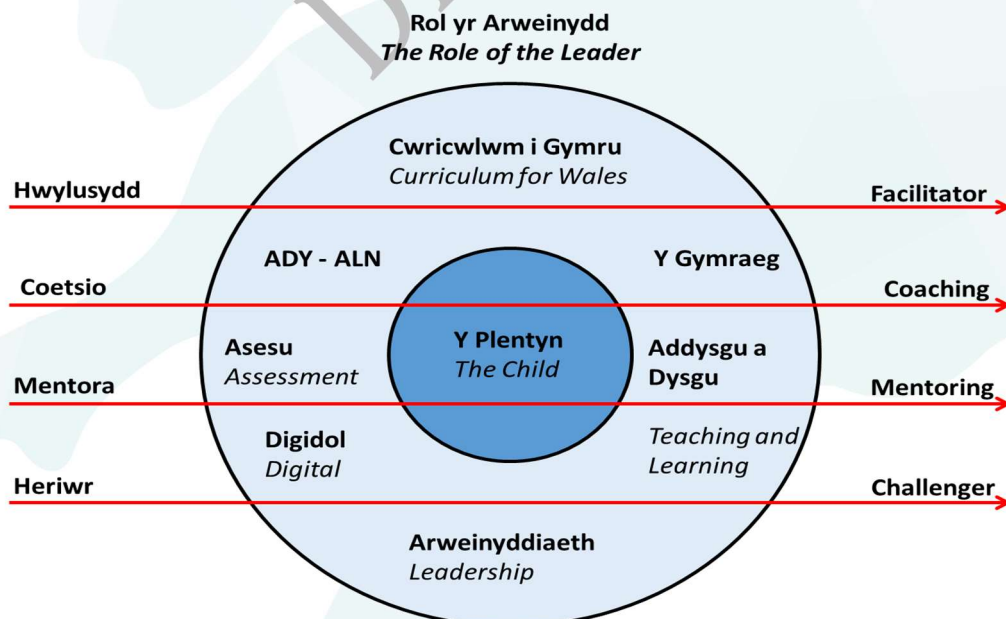 Rol yr Arweinydd
The Role of the Leader
Cwricwlwm i Gymru
Curriculum for Wales
Hwylusydd
Facilitator
ADY - ALN
Y Gymraeg
Coetsio
Coaching
Y Plentyn
The Child
Asesu
Assessment
Addysgu a
Dysgu
Mentora
Mentoring
Digidol
Digital
Teaching and
Learning
Heriwr
Challenger
Arweinyddiaeth
Leadership